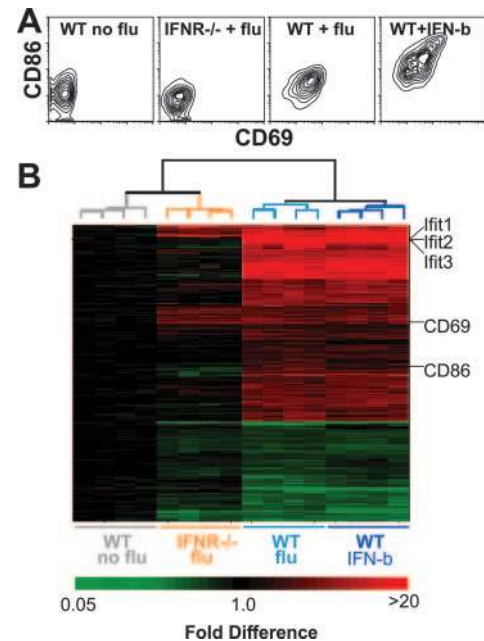 A
WT no flu
IFNR-/- + flu
WT + flu
WT+IFN-b
CD86
CD69
B
Ifit1
Ifit2
Ifit3
CD69
CD86
WT no flu
IFNR-/- flu
WT flu
WT IFN-b
0.05
1.0
>20
Fold Difference